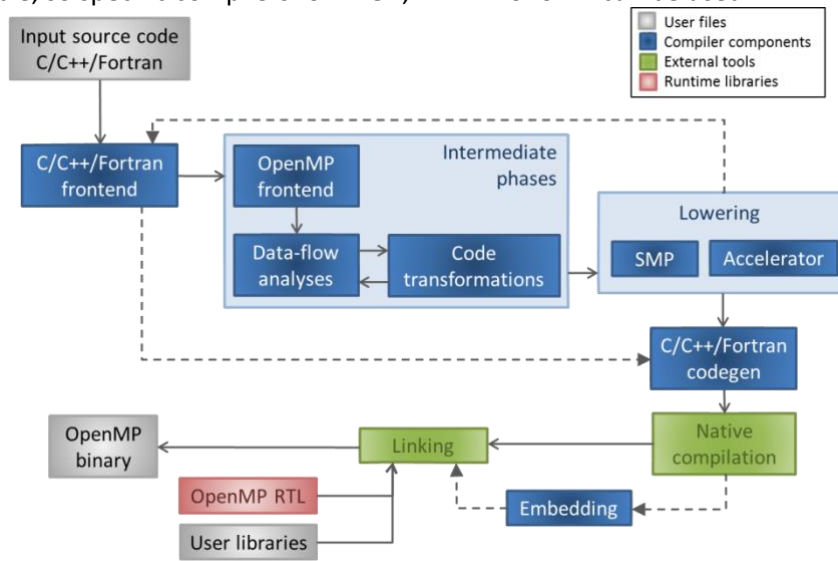 Input source code
C/C++/Fortran
User files
Compiler components
External tools
Runtime libraries
C/C++/Fortran
frontend
OpenMP
frontend
Intermediate
phases
Data-flow
analyses
Code
transformations
Lowering
SMP
Accelerator
C/C++/Fortran
codegen
OpenMP
binary
Linking
Native
compilation
OpenMP RTL
Embedding
User libraries